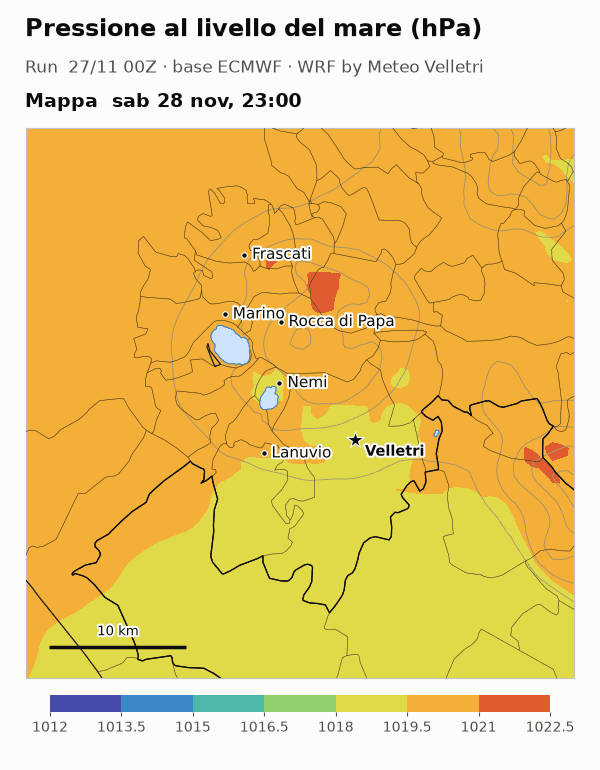 Pressione al livello del mare (hPa)
Run  27/11 00Z · base ECMWF · WRF by Meteo Velletri
Mappa  sab 28 nov, 23:00
Frascati
Marino
Rocca di Papa
Nemi
Velletri
Lanuvio
10 km
1012 1013.5 1015 1016.5 1018 1019.5 1021 1022.5